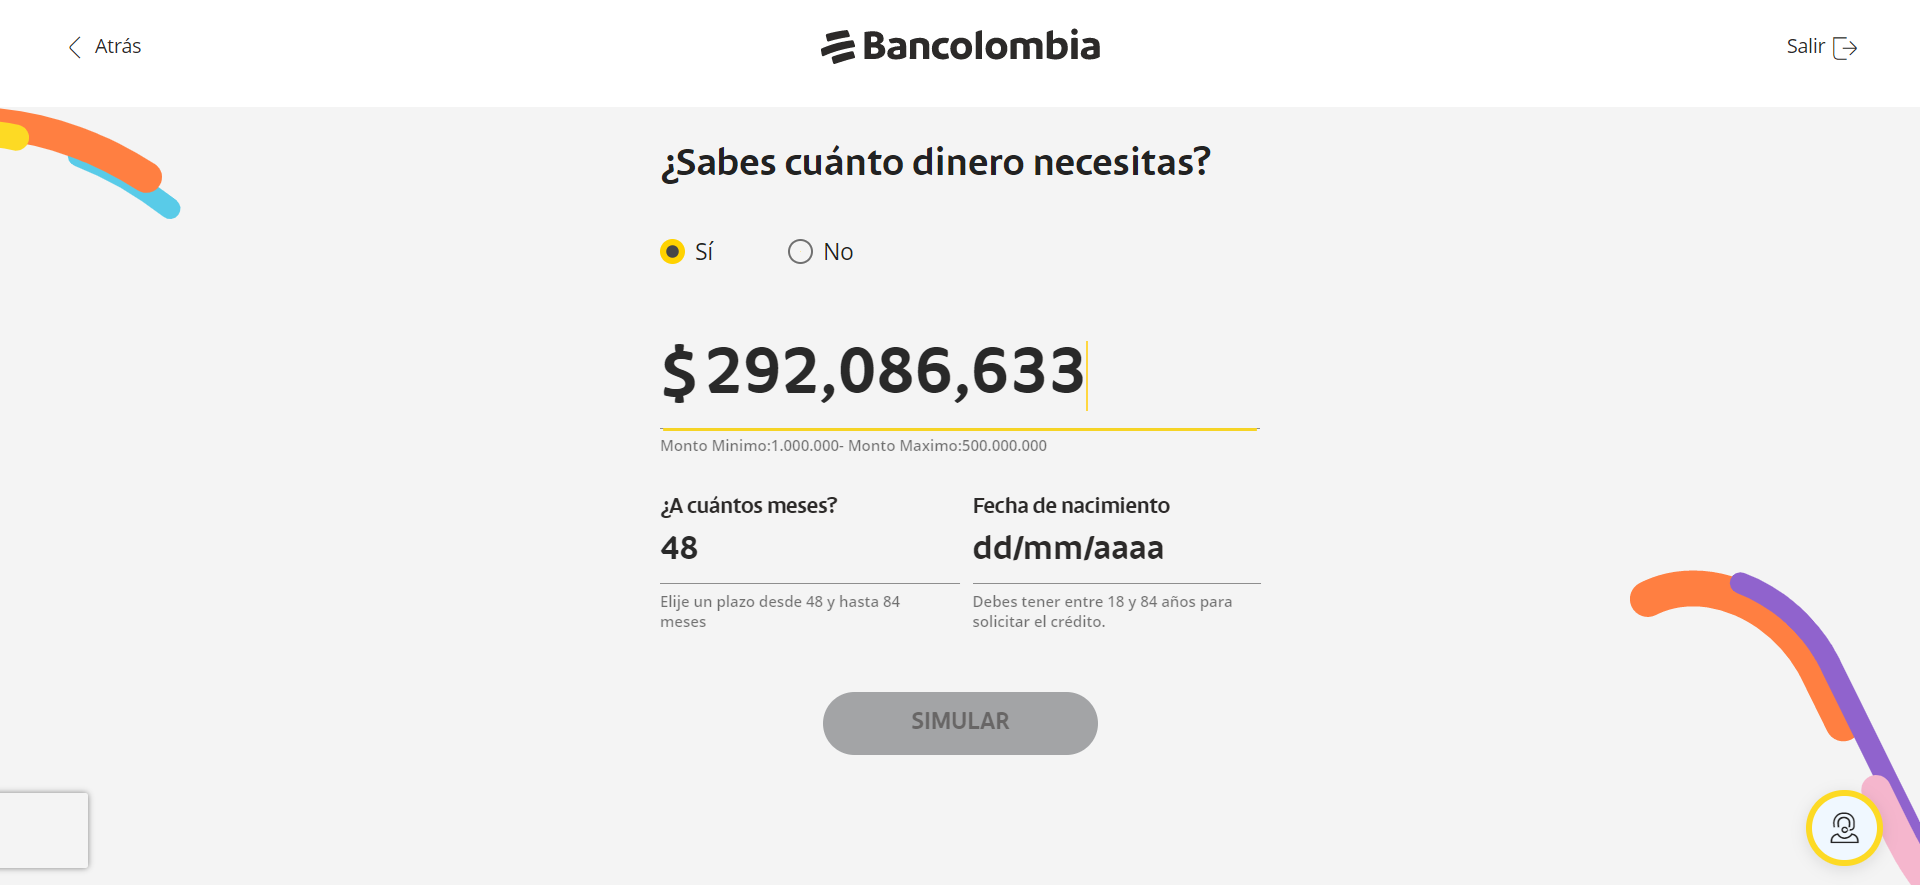 Atrás
Bancolombia
Salir
¿Sabes cuánto dinero necesitas?
Sí
No
$ 292,086,633
Monto Minimo:1.000.000- Monto Maximo:500.000.000
¿A cuántos meses?
48
Elije un plazo desde 48 y hasta 84
meses
Fecha de nacimiento
dd/mm/aaaa
Debes tener entre 18 y 84 años para
solicitar el crédito.
SIMULAR